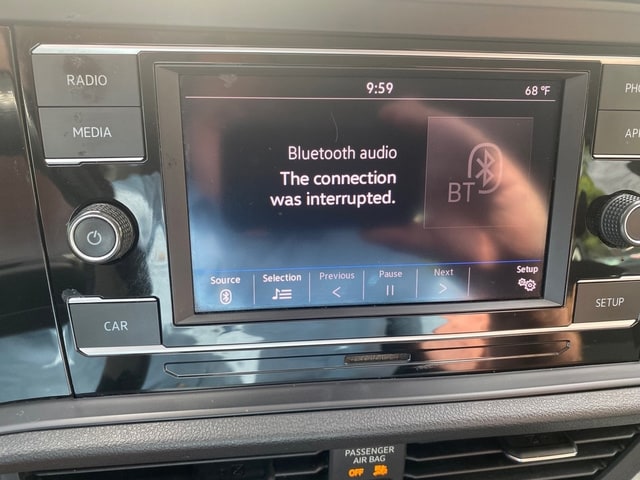 RADIO
MEDIA
CAR
9:59
68 °F
Bluetooth audio
The connection
was interrupted.
BT
Source
Selection
Previous
Pause
Next
Setup
SETUP
PASSENGER
AIR BAG
OFF